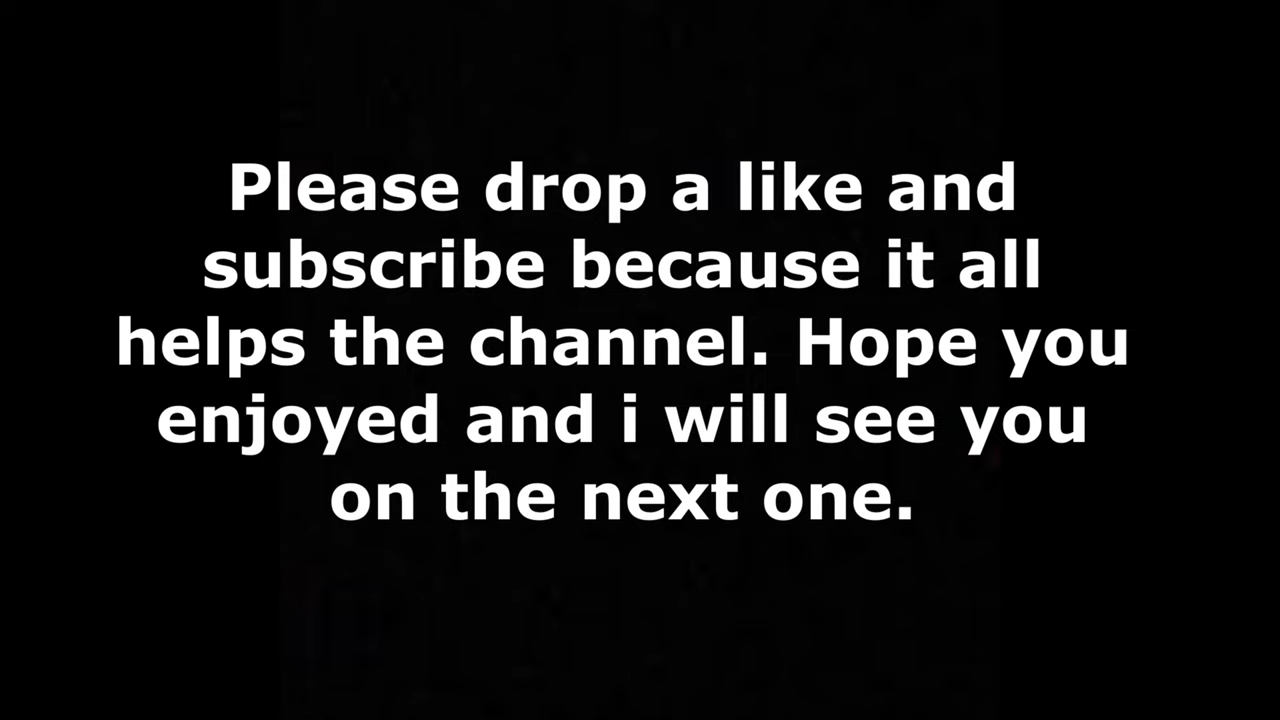 Please drop a like and
subscribe because it all
helps the channel. Hope you
enjoyed and i will see you
on the next one.